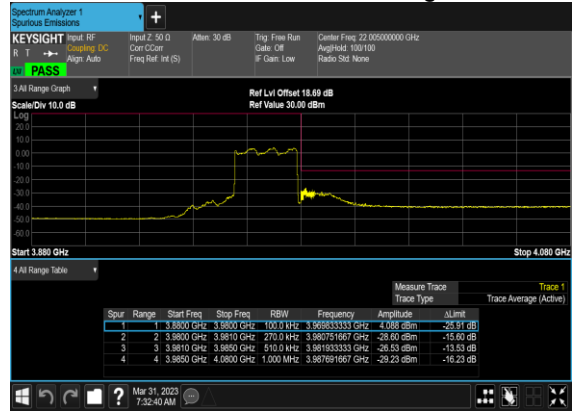 Spectrum Analyzer 1
Spurious Emissions
KEYSIGHT Input: RF Input Z: 50 Ω Atten: 30 dB Trig: Free Run Center Freq: 22.005000000 GHz
R T Coupling: DC Corr CCorr Gate: Off Avg|Hold: 100/100
Align: Auto Freq Ref: Int (S) IF Gain: Low Radio Std: None
PASS
3 All Range Graph
Ref Lvl Offset 18.69 dB
Scale/Div 10.0 dB Ref Value 30.00 dBm
Log
20.0
10.0
0.00
-10.0
-20.0
-30.0
-40.0
-50.0
-60.0
Start 3.880 GHz Stop 4.080 GHz
4 All Range Table
Measure Trace Trace 1
Trace Type Trace Average (Active)
Spur Range Start Freq Stop Freq RBW Frequency Amplitude ΔLimit
1 1 3.8800 GHz 3.9800 GHz 100.0 kHz 3.969833333 GHz 4.088 dBm -25.91 dB
2 2 3.9800 GHz 3.9810 GHz 270.0 kHz 3.980751667 GHz -28.60 dBm -15.60 dB
3 3 3.9810 GHz 3.9850 GHz 510.0 kHz 3.981933333 GHz -26.53 dBm -13.53 dB
4 4 3.9850 GHz 4.0800 GHz 1.000 MHz 3.987691667 GHz -29.23 dBm -16.23 dB
Mar 31, 2023
7:32:40 AM